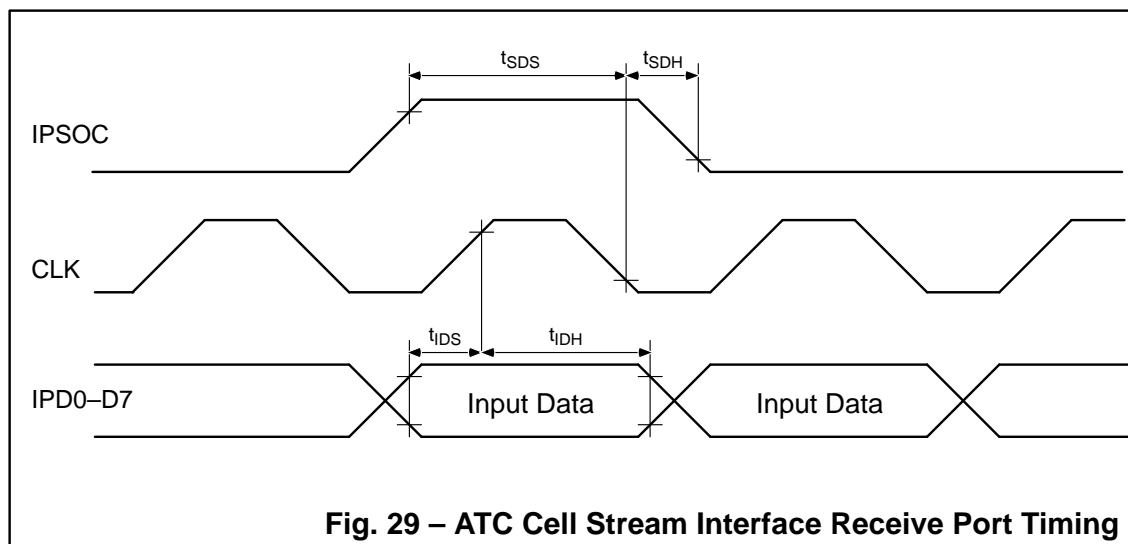 tSDS
tSDH
IPSOC
CLK
tIDS
tIDH
IPD0–D7
Input Data
Input Data
Fig. 29 – ATC Cell Stream Interface Receive Port Timing